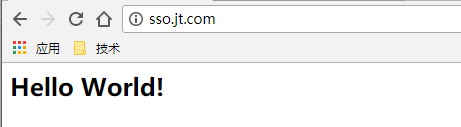 sso.jt.com
应用 技术
Hello World!